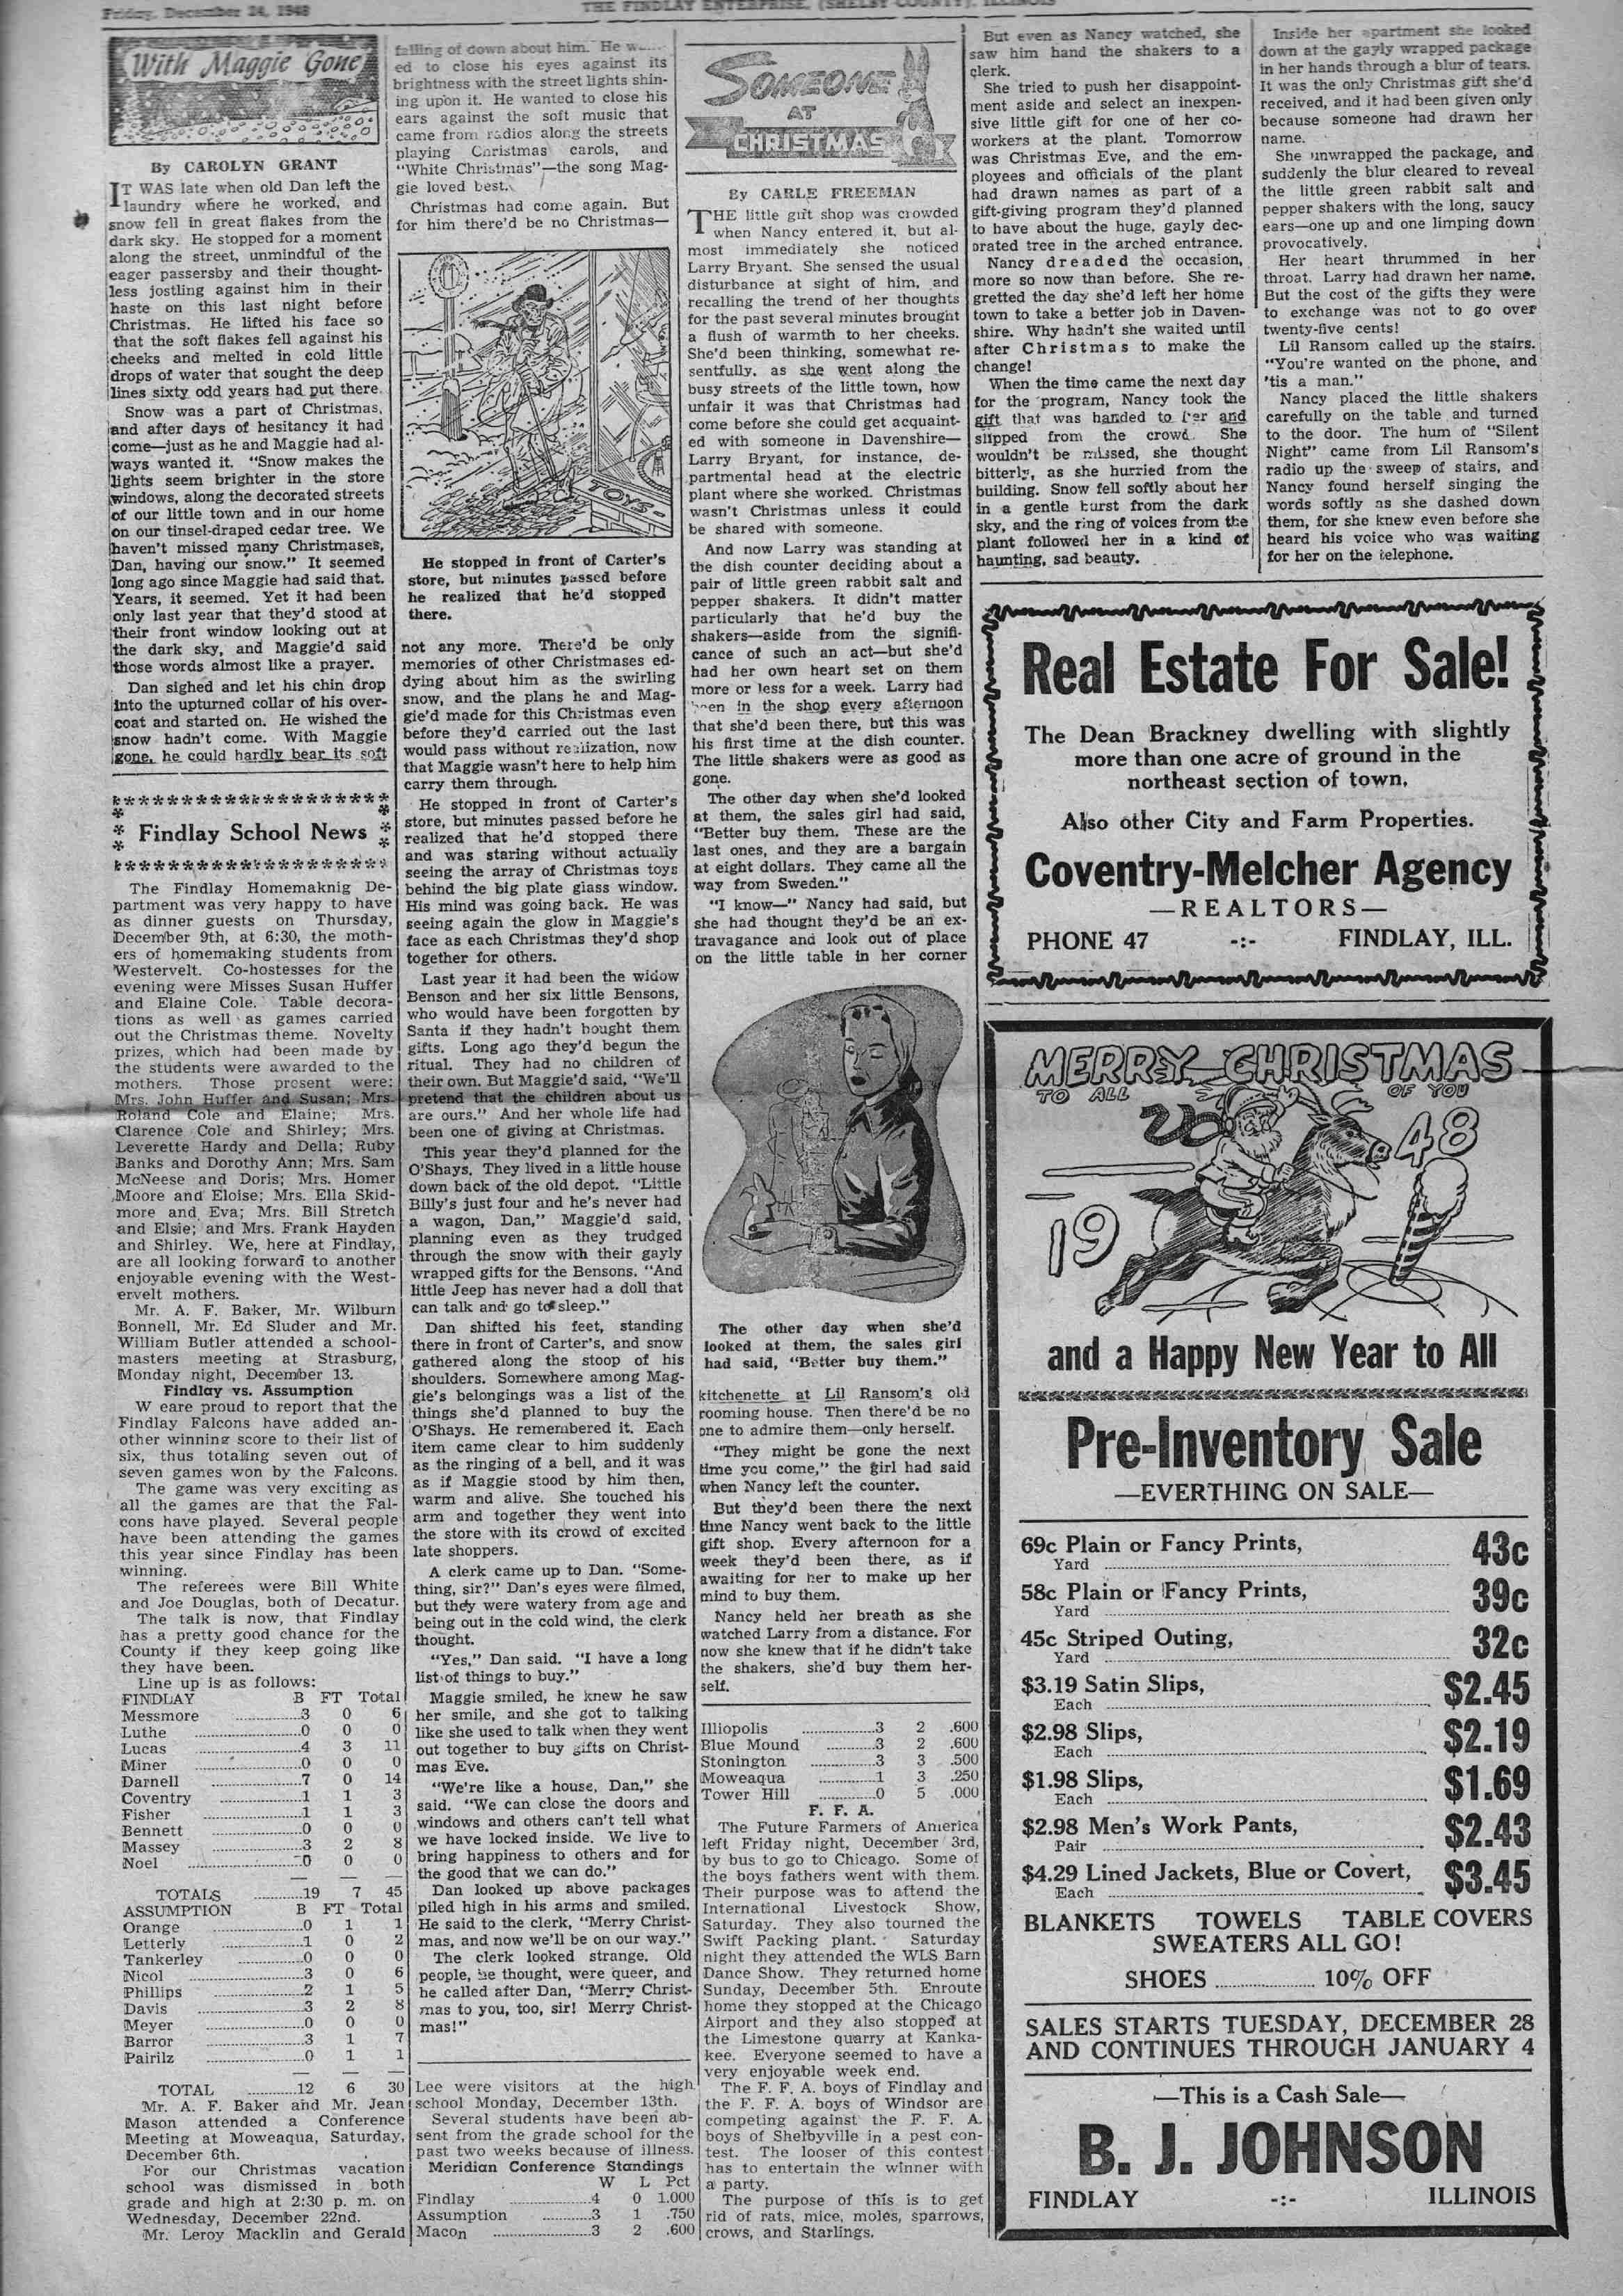 Friday, December 24, 1948
THE FINDLAY ENTERPRISE, (SHELBY COUNTY), ILLINOIS
With Maggie Gone
By CAROLYN GRANT
IT WAS late when old Dan left the
laundry where he worked, and
snow fell in great flakes from the
dark sky. He stopped for a moment
along the street, unmindful of the
eager passersby and their thought-
less jostling against him in their
haste on this last night before
Christmas. He lifted his face so
that the soft flakes fell against his
cheeks and melted in cold little
drops of water that sought the deep
lines sixty odd years had put there.
Snow was a part of Christmas,
and after days of hesitancy it had
come—just as he and Maggie had al-
ways wanted it. "Snow makes the
lights seem brighter in the store
windows, along the decorated streets
of our little town and in our home
on our tinsel-draped cedar tree. We
haven't missed many Christmases,
Dan, having our snow." It seemed
long ago since Maggie had said that.
Years, it seemed. Yet it had been
only last year that they'd stood at
their front window looking out at
the dark sky, and Maggie'd said
those words almost like a prayer.
Dan sighed and let his chin drop
into the upturned collar of his over-
coat and started on. He wished the
snow hadn't come. With Maggie
gone, he could hardly bear its soft
falling of down about him. He
ed to close his eyes against its
brightness with the street lights shin-
ing upon it. He wanted to close his
ears against the soft music that
came from radios along the streets
playing Christmas carols, and
"White Christmas"—the song Mag-
gie loved best.
Christmas had come again. But
for him there'd be no Christmas—
TOYS-
He stopped in front of Carter's
store, but minutes passed before
he realized that he'd stopped
there.
not any more. There'd be only
memories of other Christmases ed-
dying about him as the swirling
snow, and the plans he and Mag-
gie'd made for this Christmas even
before they'd carried out the last
would pass without realization, now
that Maggie wasn't here to help him
carry them through.
He stopped in front of Carter's
store, but minutes passed before he
realized that he'd stopped there
and was staring without actually
seeing the array of Christmas toys
behind the big plate glass window.
His mind was going back. He was
seeing again the glow in Maggie's
face as each Christmas they'd shop
together for others.
Last year it had been the widow
Benson and her six little Bensons,
who would have been forgotten by
Santa if they hadn't bought them
gifts. Long ago they'd begun the
ritual. They had no children of
their own. But Maggie'd said, "We'll
pretend that the children about us
are ours." And her whole life had
been one of giving at Christmas.
This year they'd planned for the
O'Shays. They lived in a little house
down back of the old depot. "Little
Billy's just four and he's never had
a wagon, Dan," Maggie'd said,
planning even as they trudged
through the snow with their gayly
wrapped gifts for the Bensons. "And
little Jeep has never had a doll that
can talk and go to sleep."
Dan shifted his feet, standing
there in front of Carter's, and snow
gathered along the stoop of his
shoulders. Somewhere among Mag-
gie's belongings was a list of the
things she'd planned to buy the
O'Shays. He remembered it. Each
item came clear to him suddenly
as the ringing of a bell, and it was
as if Maggie stood by him then,
warm and alive. She touched his
arm and together they went into
the store with its crowd of excited
late shoppers.
A clerk came up to Dan. "Some-
thing, sir?" Dan's eyes were filmed,
but they were watery from age and
being out in the cold wind, the clerk
thought.
"Yes," Dan said. "I have a long
list of things to buy."
Maggie smiled, he knew he saw
her smile, and she got to talking
like she used to talk when they went
out together to buy gifts on Christ-
mas Eve.
"We're like a house, Dan," she
said. "We can close the doors and
windows and others can't tell what
we have locked inside. We live to
bring happiness to others and for
the good that we can do."
Dan looked up above packages
piled high in his arms and smiled.
He said to the clerk, "Merry Christ-
mas, and now we'll be on our way."
The clerk looked strange. Old
people, he thought, were queer, and
he called after Dan, "Merry Christ-
mas to you, too, sir! Merry Christ-
mas!"
Findlay School News
The Findlay Homemaknig De-
partment was very happy to have
as dinner guests on Thursday,
December 9th, at 6:30, the moth-
ers of homemaking students from
Westervelt. Co-hostesses for the
evening were Misses Susan Huffer
and Elaine Cole. Table decora-
tions as well as games carried
out the Christmas theme. Novelty
prizes, which had been made by
the students were awarded to the
mothers. Those present were:
Mrs. John Huffer and Susan; Mrs.
Roland Cole and Elaine; Mrs.
Clarence Cole and Shirley; Mrs.
Leverette Hardy and Della; Ruby
Banks and Dorothy Ann; Mrs. Sam
McNeese and Doris; Mrs. Homer
Moore and Eloise; Mrs. Ella Skid-
more and Eva; Mrs. Bill Stretch
and Elsie; and Mrs. Frank Hayden
and Shirley. We, here at Findlay,
are all looking forward to another
enjoyable evening with the West-
ervelt mothers.
Mr. A. F. Baker, Mr. Wilburn
Bonnell, Mr. Ed Sluder and Mr.
William Butler attended a school-
masters meeting at Strasburg,
Monday night, December 13.
Findlay vs. Assumption
W eare proud to report that the
Findlay Falcons have added an-
other winning score to their list of
six, thus totaling seven out of
seven games won by the Falcons.
The game was very exciting as
all the games are that the Fal-
cons have played. Several people
have been attending the games
this year since Findlay has been
winning.
The referees were Bill White
and Joe Douglas, both of Decatur.
The talk is now, that Findlay
has a pretty good chance for the
County if they keep going like
they have been.
Line up is as follows:
FINDLAY B FT Total
Messmore 3 0 6
Luthe 0 0 0
Lucas 4 3 11
Miner 0 0 0
Darnell 7 0 14
Coventry 1 1 3
Fisher 1 1 3
Bennett 0 0 0
Massey 3 2 8
Noel 0 0 0
TOTALS 19 7 45
ASSUMPTION B FT Total
Orange 0 1 1
Letterly 1 0 2
Tankerley 0 0 0
Nicol 3 0 6
Phillips 2 1 5
Davis 3 2 8
Meyer 0 0 0
Barror 3 1 7
Pairilz 0 1 1
TOTAL 12 6 30
Mr. A. F. Baker and Mr. Jean
Mason attended a Conference
Meeting at Moweaqua, Saturday,
December 6th.
For our Christmas vacation
school was dismissed in both
grade and high at 2:30 p. m. on
Wednesday, December 22nd.
Mr. Leroy Macklin and Gerald
Lee were visitors at the high
school Monday, December 13th.
Several students have been ab-
sent from the grade school for the
past two weeks because of illness.
Meridian Conference Standings
W L Pct
Findlay 4 0 1.000
Assumption 3 1 .750
Macon 3 2 .600
Illiopolis 3 2 .600
Blue Mound 3 2 .600
Stonington 3 3 .500
Moweaqua 1 3 .250
Tower Hill 0 5 .000
F. F. A.
The Future Farmers of America
left Friday night, December 3rd,
by bus to go to Chicago. Some of
the boys fathers went with them.
Their purpose was to attend the
International Livestock Show,
Saturday. They also tourned the
Swift Packing plant. Saturday
night they attended the WLS Barn
Dance Show. They returned home
Sunday, December 5th. Enroute
home they stopped at the Chicago
Airport and they also stopped at
the Limestone quarry at Kanka-
kee. Everyone seemed to have a
very enjoyable week end.
The F. F. A. boys of Findlay and
the F. F. A. boys of Windsor are
competing against the F. F. A.
boys of Shelbyville in a pest con-
test. The looser of this contest
has to entertain the winner with
a party.
The purpose of this is to get
rid of rats, mice, moles, sparrows,
crows, and Starlings.
SOMEONE
AT
CHRISTMAS
By CARLE FREEMAN
THE little gift shop was crowded
when Nancy entered it, but al-
most immediately she noticed
Larry Bryant. She sensed the usual
disturbance at sight of him, and
recalling the trend of her thoughts
for the past several minutes brought
a flush of warmth to her cheeks.
She'd been thinking, somewhat re-
sentfully, as she went along the
busy streets of the little town, how
unfair it was that Christmas had
come before she could get acquaint-
ed with someone in Davenshire—
Larry Bryant, for instance, de-
partmental head at the electric
plant where she worked. Christmas
wasn't Christmas unless it could
be shared with someone.
And now Larry was standing at
the dish counter deciding about a
pair of little green rabbit salt and
pepper shakers. It didn't matter
particularly that he'd buy the
shakers—aside from the signifi-
cance of such an act—but she'd
had her own heart set on them
more or less for a week. Larry had
been in the shop every afternoon
that she'd been there, but this was
his first time at the dish counter.
The little shakers were as good as
gone.
The other day when she'd looked
at them, the sales girl had said,
"Better buy them. These are the
last ones, and they are a bargain
at eight dollars. They came all the
way from Sweden."
"I know—" Nancy had said, but
she had thought they'd be an ex-
travagance and look out of place
on the little table in her corner
The other day when she'd
looked at them, the sales girl
had said, "Better buy them."
kitchenette at Lil Ransom's old
rooming house. Then there'd be no
one to admire them—only herself.
"They might be gone the next
time you come," the girl had said
when Nancy left the counter.
But they'd been there the next
time Nancy went back to the little
gift shop. Every afternoon for a
week they'd been there, as if
awaiting for her to make up her
mind to buy them.
Nancy held her breath as she
watched Larry from a distance. For
now she knew that if he didn't take
the shakers, she'd buy them her-
self.
But even as Nancy watched, she
saw him hand the shakers to a
clerk.
She tried to push her disappoint-
ment aside and select an inexpen-
sive little gift for one of her co-
workers at the plant. Tomorrow
was Christmas Eve, and the em-
ployees and officials of the plant
had drawn names as part of a
gift-giving program they'd planned
to have about the huge, gayly dec-
orated tree in the arched entrance.
Nancy dreaded the occasion,
more so now than before. She re-
gretted the day she'd left her home
town to take a better job in Daven-
shire. Why hadn't she waited until
after Christmas to make the
change!
When the time came the next day
for the program, Nancy took the
gift that was handed to her and
slipped from the crowd. She
wouldn't be missed, she thought
bitterly, as she hurried from the
building. Snow fell softly about her
in a gentle burst from the dark
sky, and the ring of voices from the
plant followed her in a kind of
haunting, sad beauty.
Inside her apartment she looked
down at the gayly wrapped package
in her hands through a blur of tears.
It was the only Christmas gift she'd
received, and it had been given only
because someone had drawn her
name.
She unwrapped the package, and
suddenly the blur cleared to reveal
the little green rabbit salt and
pepper shakers with the long, saucy
ears—one up and one limping down
provocatively.
Her heart thrummed in her
throat. Larry had drawn her name.
But the cost of the gifts they were
to exchange was not to go over
twenty-five cents!
Lil Ransom called up the stairs.
"You're wanted on the phone, and
'tis a man."
Nancy placed the little shakers
carefully on the table and turned
to the door. The hum of "Silent
Night" came from Lil Ransom's
radio up the sweep of stairs, and
Nancy found herself singing the
words softly as she dashed down
them, for she knew even before she
heard his voice who was waiting
for her on the telephone.
Real Estate For Sale!
The Dean Brackney dwelling with slightly
more than one acre of ground in the
northeast section of town,
Also other City and Farm Properties.
Coventry-Melcher Agency
—REALTORS—
PHONE 47 -:- FINDLAY, ILL.
MERRY CHRISTMAS
TO ALL OF YOU
19 48
and a Happy New Year to All
Pre-Inventory Sale
—EVERTHING ON SALE—
69c Plain or Fancy Prints,
Yard 43c
58c Plain or Fancy Prints,
Yard 39c
45c Striped Outing,
Yard 32c
$3.19 Satin Slips,
Each $2.45
$2.98 Slips,
Each $2.19
$1.98 Slips,
Each $1.69
$2.98 Men's Work Pants,
Pair $2.43
$4.29 Lined Jackets, Blue or Covert,
Each $3.45
BLANKETS TOWELS TABLE COVERS
SWEATERS ALL GO!
SHOES 10% OFF
SALES STARTS TUESDAY, DECEMBER 28
AND CONTINUES THROUGH JANUARY 4
—This is a Cash Sale—
B. J. JOHNSON
FINDLAY -:- ILLINOIS